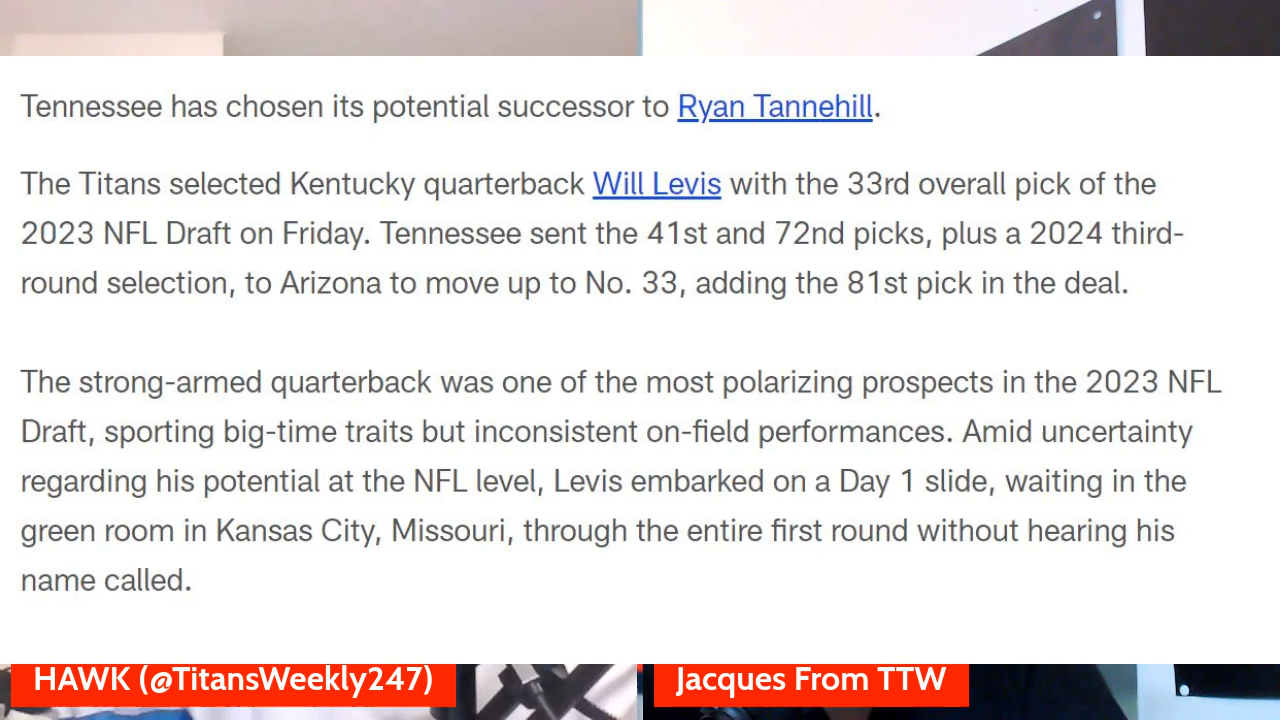 Tennessee has chosen its potential successor to Ryan Tannehill.
The Titans selected Kentucky quarterback Will Levis with the 33rd overall pick of the
2023 NFL Draft on Friday. Tennessee sent the 41st and 72nd picks, plus a 2024 third-
round selection, to Arizona to move up to No. 33, adding the 81st pick in the deal.
The strong-armed quarterback was one of the most polarizing prospects in the 2023 NFL
Draft, sporting big-time traits but inconsistent on-field performances. Amid uncertainty
regarding his potential at the NFL level, Levis embarked on a Day 1 slide, waiting in the
green room in Kansas City, Missouri, through the entire first round without hearing his
name called.
HAWK (@TitansWeekly247)
Jacques From TTW